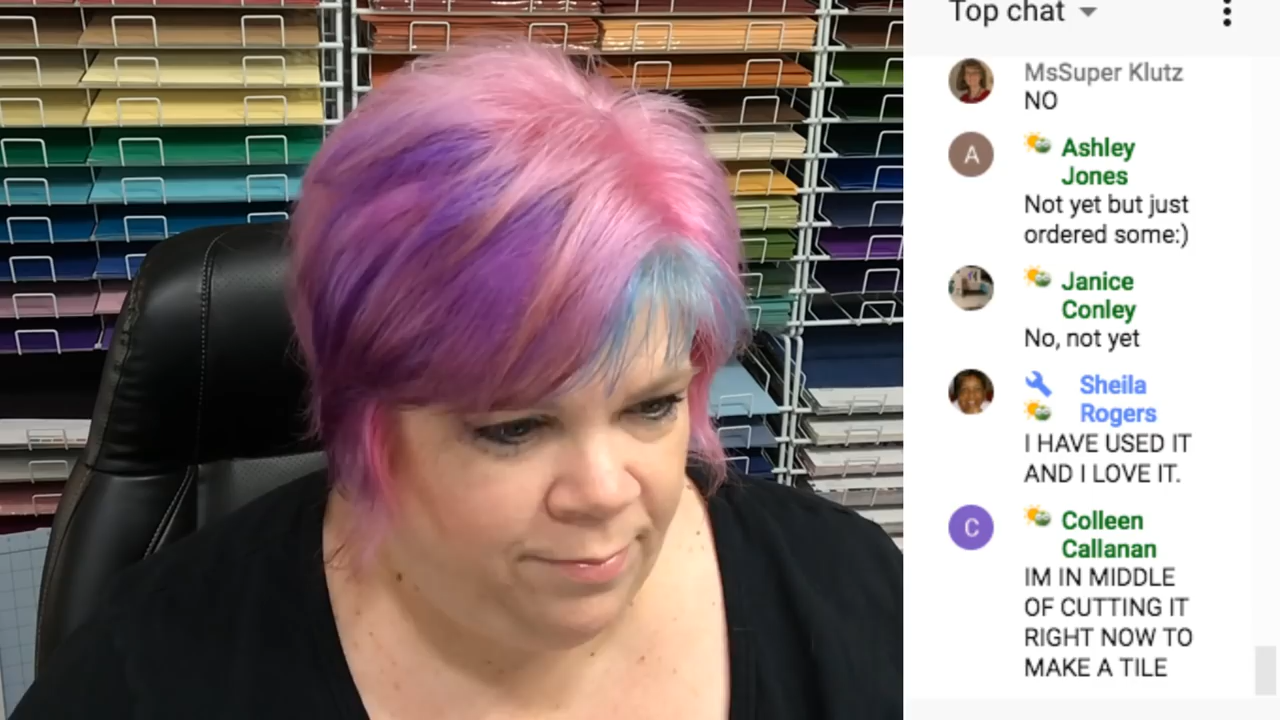 Top chat
MsSuper Klutz
NO
A
Ashley
Jones
Not yet but just
ordered some:)
Janice
Conley
No, not yet
Sheila
Rogers
I HAVE USED IT
AND I LOVE IT.
C
Colleen
Callanan
IM IN MIDDLE
OF CUTTING IT
RIGHT NOW TO
MAKE A TILE